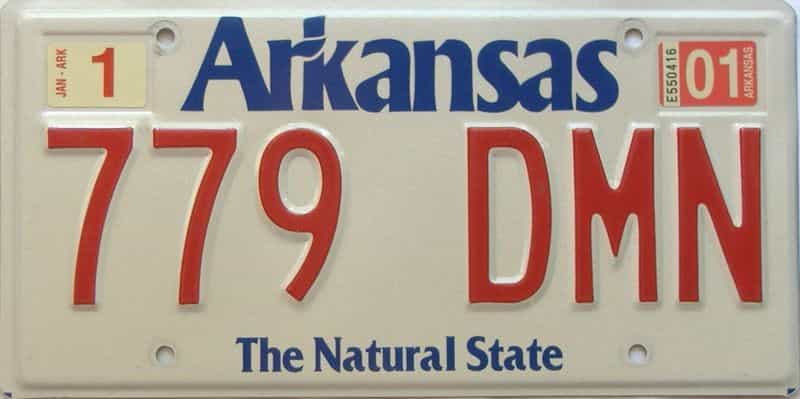 JAN - ARK 1
Arkansas
E550416 01 ARKANSAS
779 DMN
The Natural State